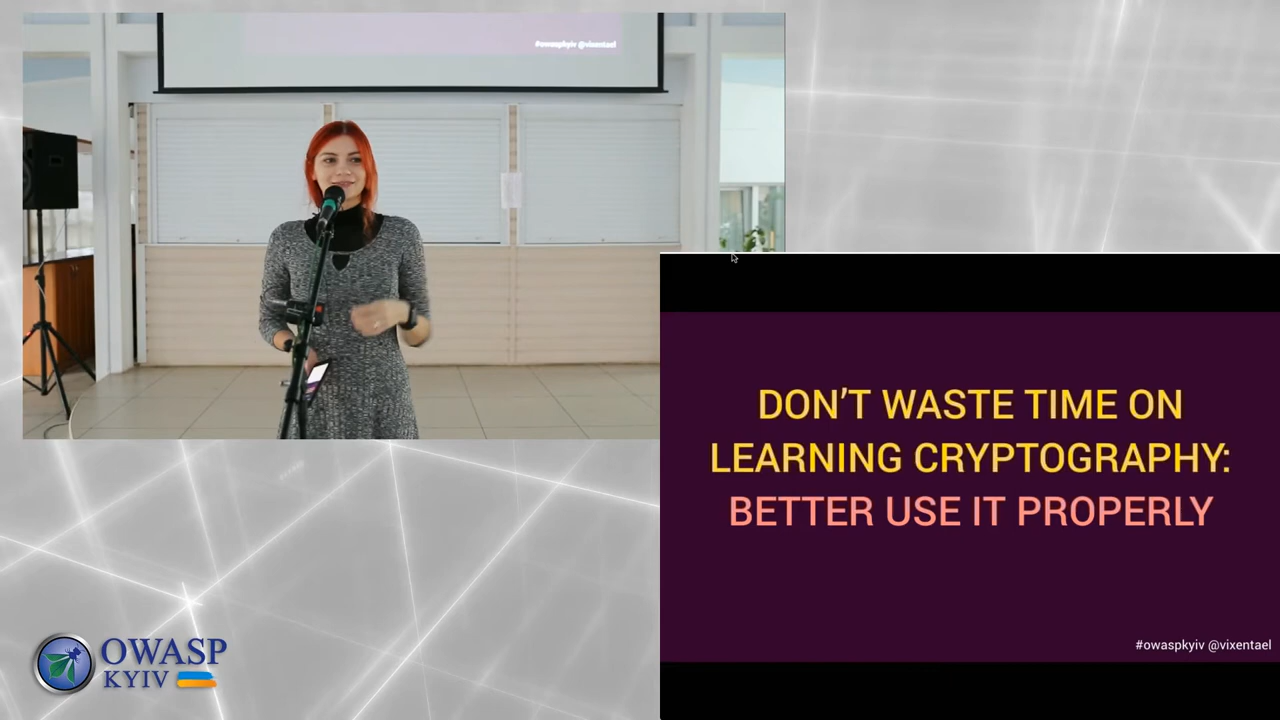 #owaspkyiv @vixentael
DON'T WASTE TIME ON
LEARNING CRYPTOGRAPHY:
BETTER USE IT PROPERLY
#owaspkyiv @vixentael
OWASP
KYIV